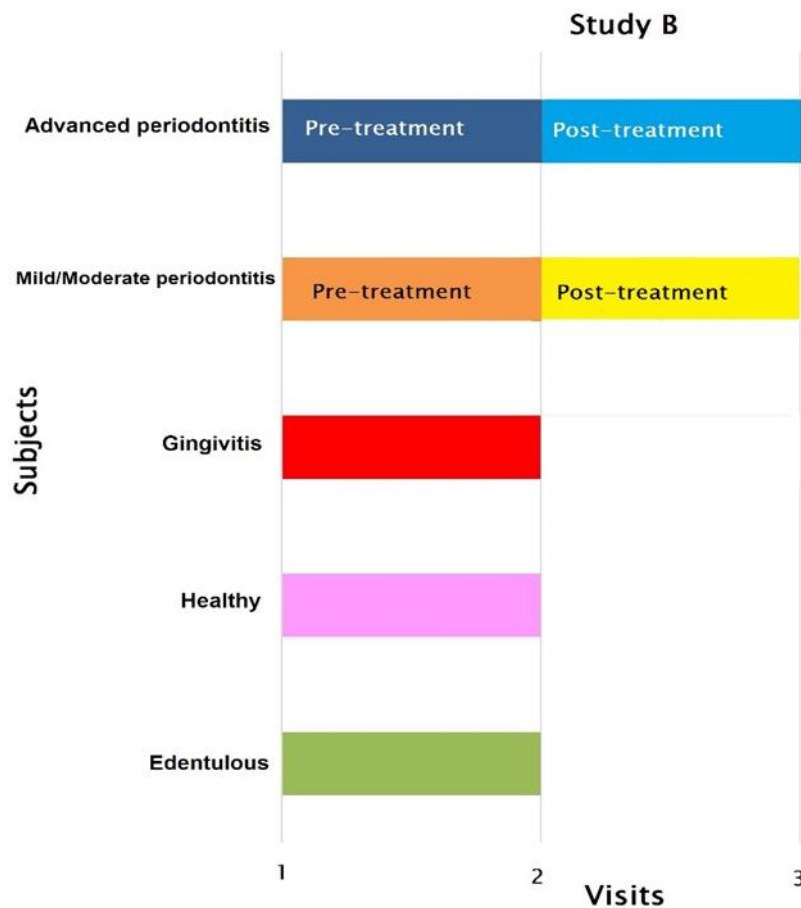 Study B
Advanced periodontitis
Pre-treatment
Post-treatment
Mild/Moderate periodontitis
Pre-treatment
Post-treatment
Subjects
Gingivitis
Healthy
Edentulous
1
2
3
Visits